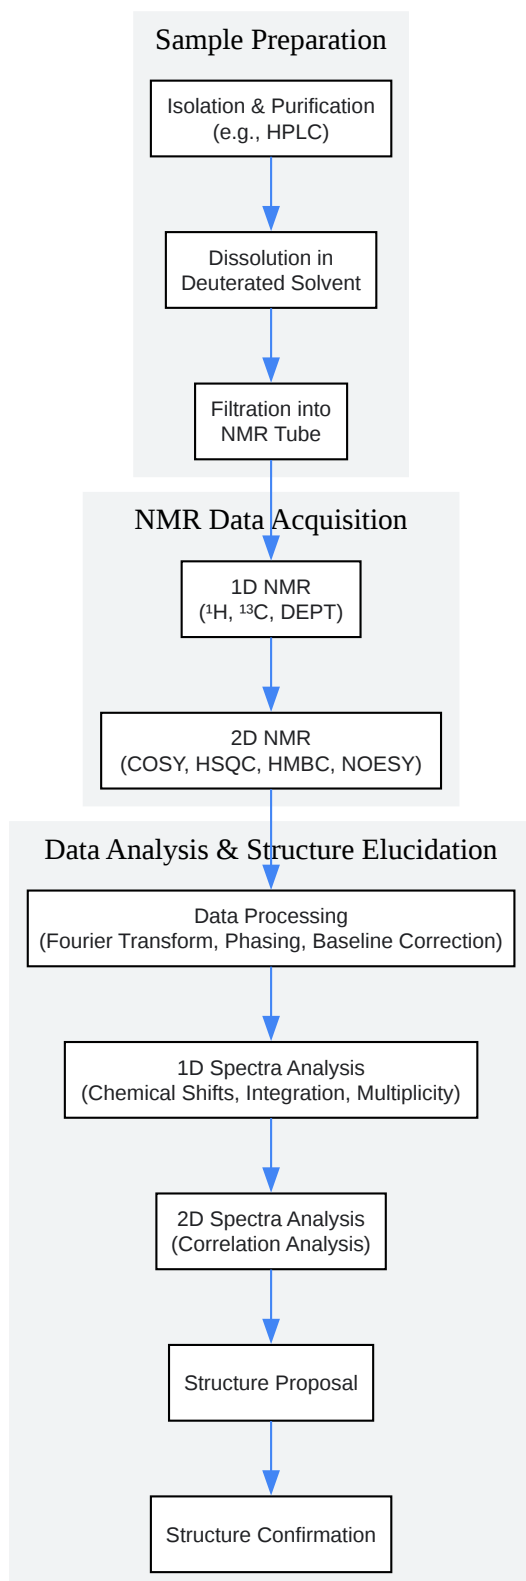 Sample Preparation
Isolation & Purification
(e.g., HPLC)
Dissolution in
Deuterated Solvent
Filtration into
NMR Tube
NMR Data Acquisition
1D NMR
(¹H, ¹³C, DEPT)
2D NMR
(COSY, HSQC, HMBC, NOESY)
Data Analysis & Structure Elucidation
Data Processing
(Fourier Transform, Phasing, Baseline Correction)
1D Spectra Analysis
(Chemical Shifts, Integration, Multiplicity)
2D Spectra Analysis
(Correlation Analysis)
Structure Proposal
Structure Confirmation